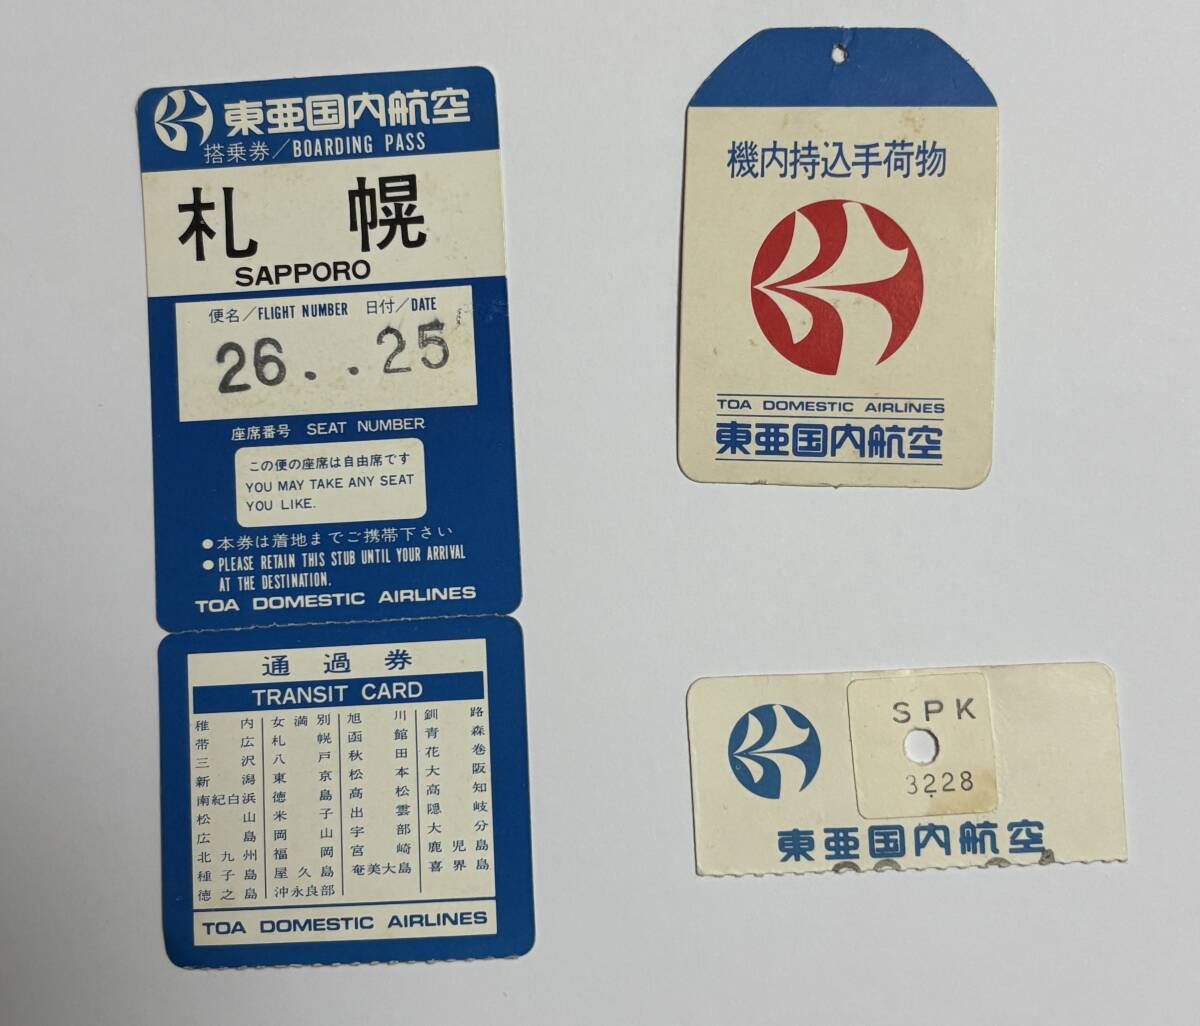 東亜国内航空
搭乗券/BOARDING PASS
札幌
SAPPORO
便名/FLIGHT NUMBER 日付/DATE
26..25
座席番号 SEAT NUMBER
この便の座席は自由席です
YOU MAY TAKE ANY SEAT
YOU LIKE.
●本券は着地までご携帯下さい
●PLEASE RETAIN THIS STUB UNTIL YOUR ARRIVAL
AT THE DESTINATION.
TOA DOMESTIC AIRLINES
通過券
TRANSIT CARD
稚内 女満別 旭川 釧路
帯広 札幌 函館 青森
三沢 八戸 秋田 花巻
新潟 東京 松本 大阪
南紀白浜 徳島 高松 高知
松山 米子 出雲 隠岐
広島 岡山 宇部 大分
北九州 福岡 宮崎 鹿児島
種子島 屋久島 奄美大島 喜界島
徳之島 沖永良部
TOA DOMESTIC AIRLINES
機内持込手荷物
TOA DOMESTIC AIRLINES
東亜国内航空
SPK
3228
東亜国内航空